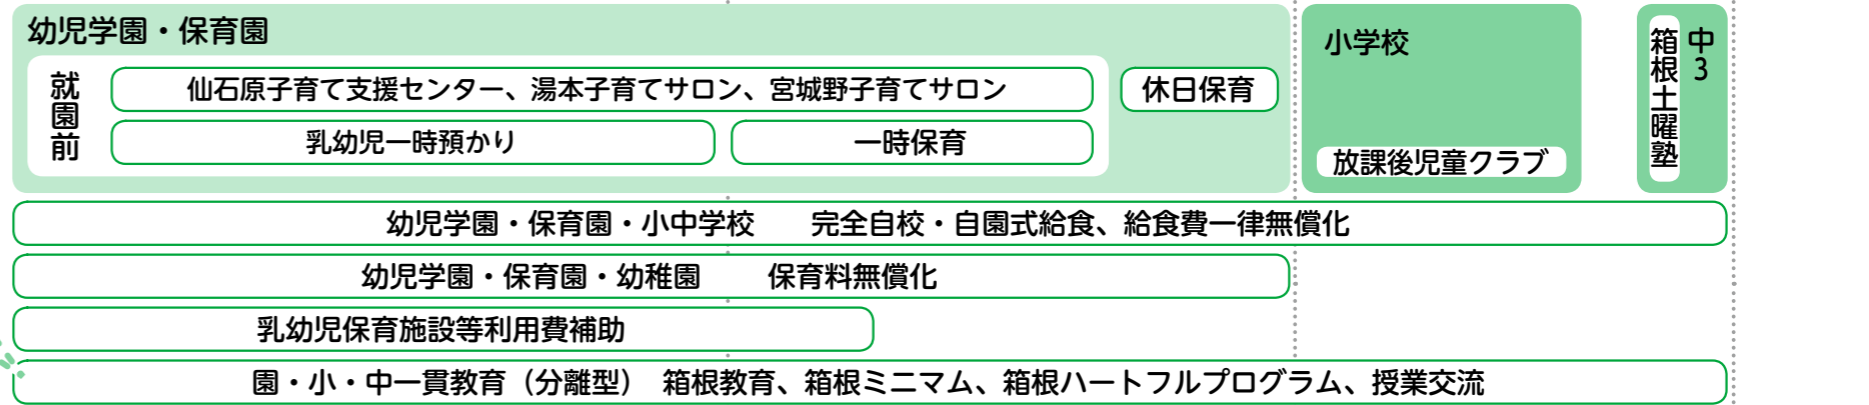 幼児学園・保育園
就園前
仙石原子育て支援センター、湯本子育てサロン、宮城野子育てサロン
乳幼児一時預かり
一時保育
休日保育
小学校
放課後児童クラブ
中3
箱根土曜塾
幼児学園・保育園・小中学校　　完全自校・自園式給食、給食費一律無償化
幼児学園・保育園・幼稚園　　保育料無償化
乳幼児保育施設等利用費補助
園・小・中一貫教育（分離型）　箱根教育、箱根ミニマム、箱根ハートフルプログラム、授業交流